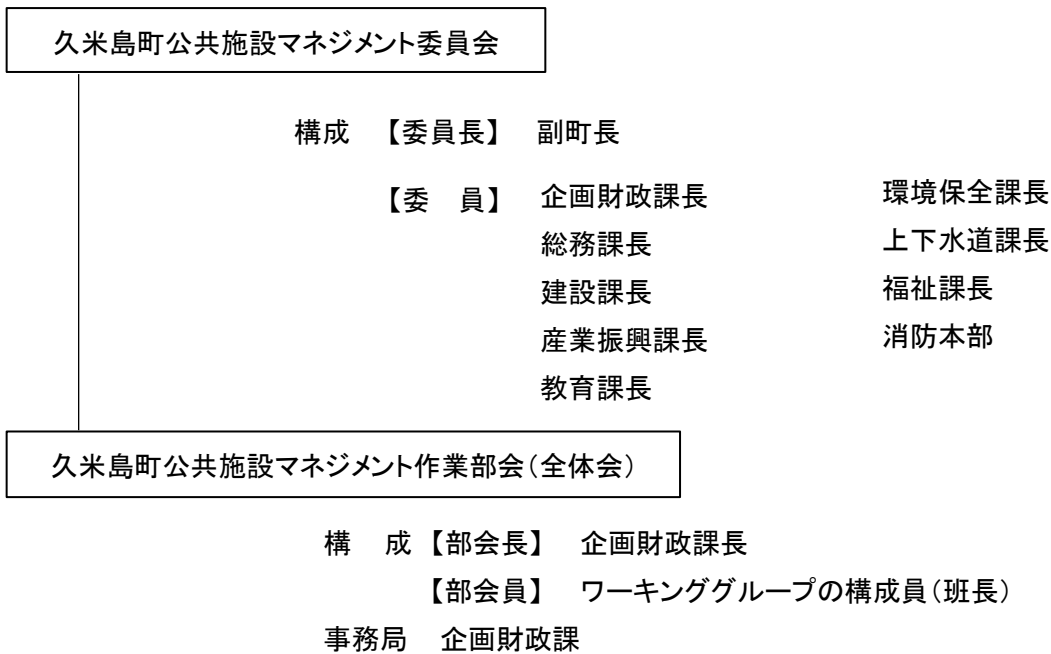 久米島町公共施設マネジメント委員会
構成 【委員長】 副町長
【委 員】 企画財政課長 環境保全課長
総務課長 上下水道課長
建設課長 福祉課長
産業振興課長 消防本部
教育課長
久米島町公共施設マネジメント作業部会（全体会）
構 成 【部会長】 企画財政課長
【部会員】 ワーキンググループの構成員（班長）
事務局 企画財政課